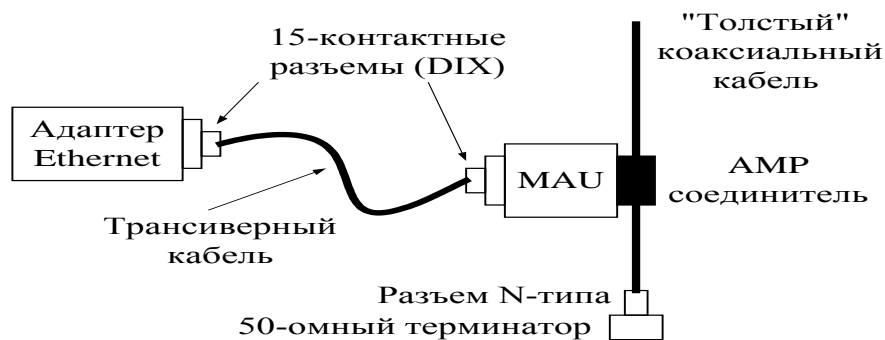 15-контактные
разъемы (DIX)
"Толстый"
коаксиальный
кабель
Адаптер
Ethernet
MAU
AMP
соединитель
Трансиверный
кабель
Разъем N-типа
50-омный терминатор